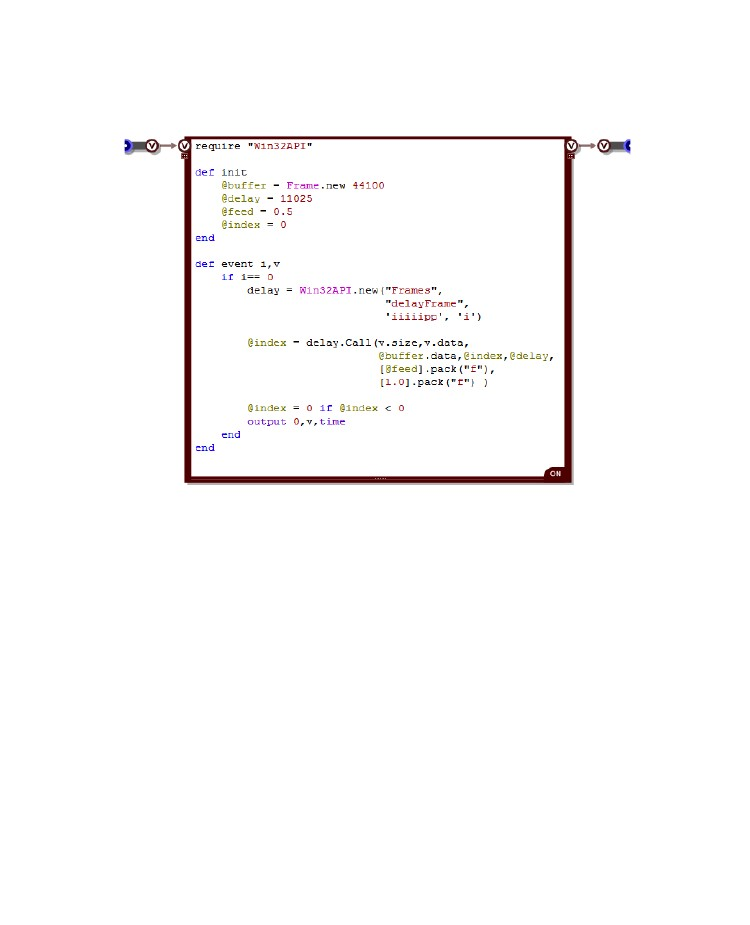 V V require "Win32API" V V
def init
@buffer = Frame.new 44100
@delay = 11025
@feed = 0.5
@index = 0
end
def event i,v
if i== 0
delay = Win32API.new("Frames",
"delayFrame",
'iiiiipp', 'i')
@index = delay.Call(v.size,v.data,
@buffer.data,@index,@delay,
[@feed].pack("f"),
[1.0].pack("f") )
@index = 0 if @index < 0
output 0,v,time
end
end
ON